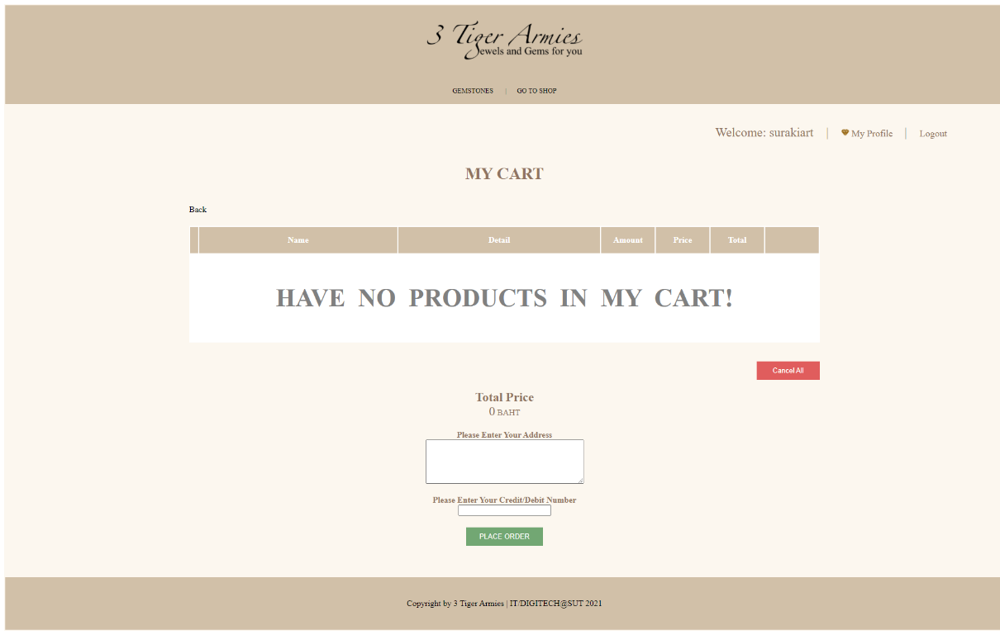 3 Tiger Armies
Jewels and Gems for you
GEMSTONES | GO TO SHOP
Welcome: surakiart | My Profile | Logout
MY CART
Back
Name Detail Amount Price Total
HAVE NO PRODUCTS IN MY CART!
Cancel All
Total Price
0 BAHT
Please Enter Your Address
Please Enter Your Credit/Debit Number
PLACE ORDER
Copyright by 3 Tiger Armies | IT/DIGITECH@SUT 2021